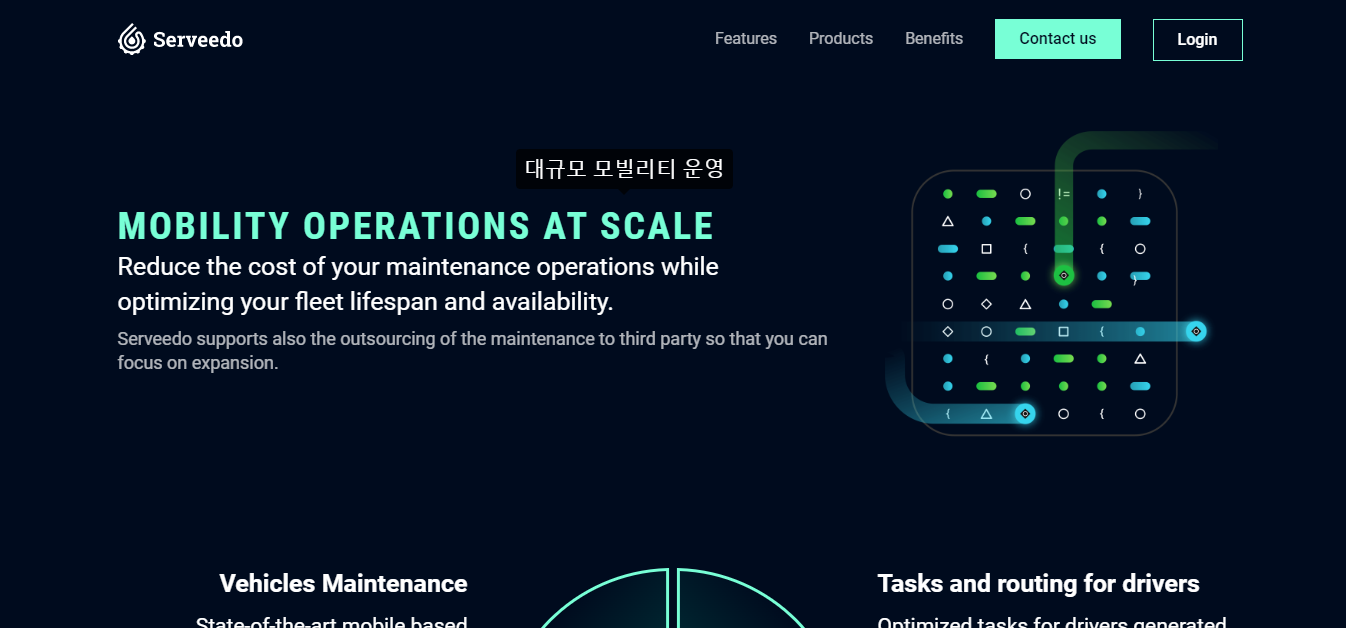 Serveedo
Features
Products
Benefits
Contact us
Login
대규모 모빌리티 운영
MOBILITY OPERATIONS AT SCALE
Reduce the cost of your maintenance operations while
optimizing your fleet lifespan and availability.
Serveedo supports also the outsourcing of the maintenance to third party so that you can
focus on expansion.
!= }
{ {
)
{
{
{ {
Vehicles Maintenance
State-of-the-art mobile based
Tasks and routing for drivers
Optimized tasks for drivers generated